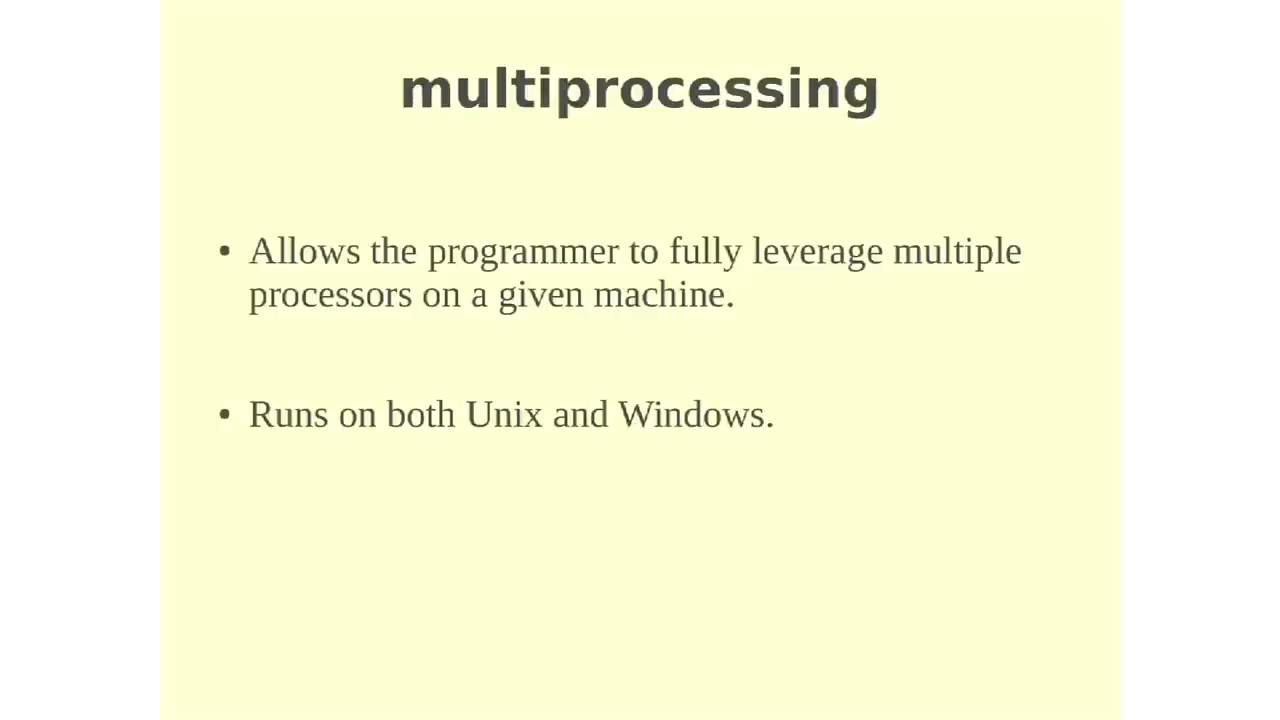 multiprocessing
• Allows the programmer to fully leverage multiple
processors on a given machine.
• Runs on both Unix and Windows.